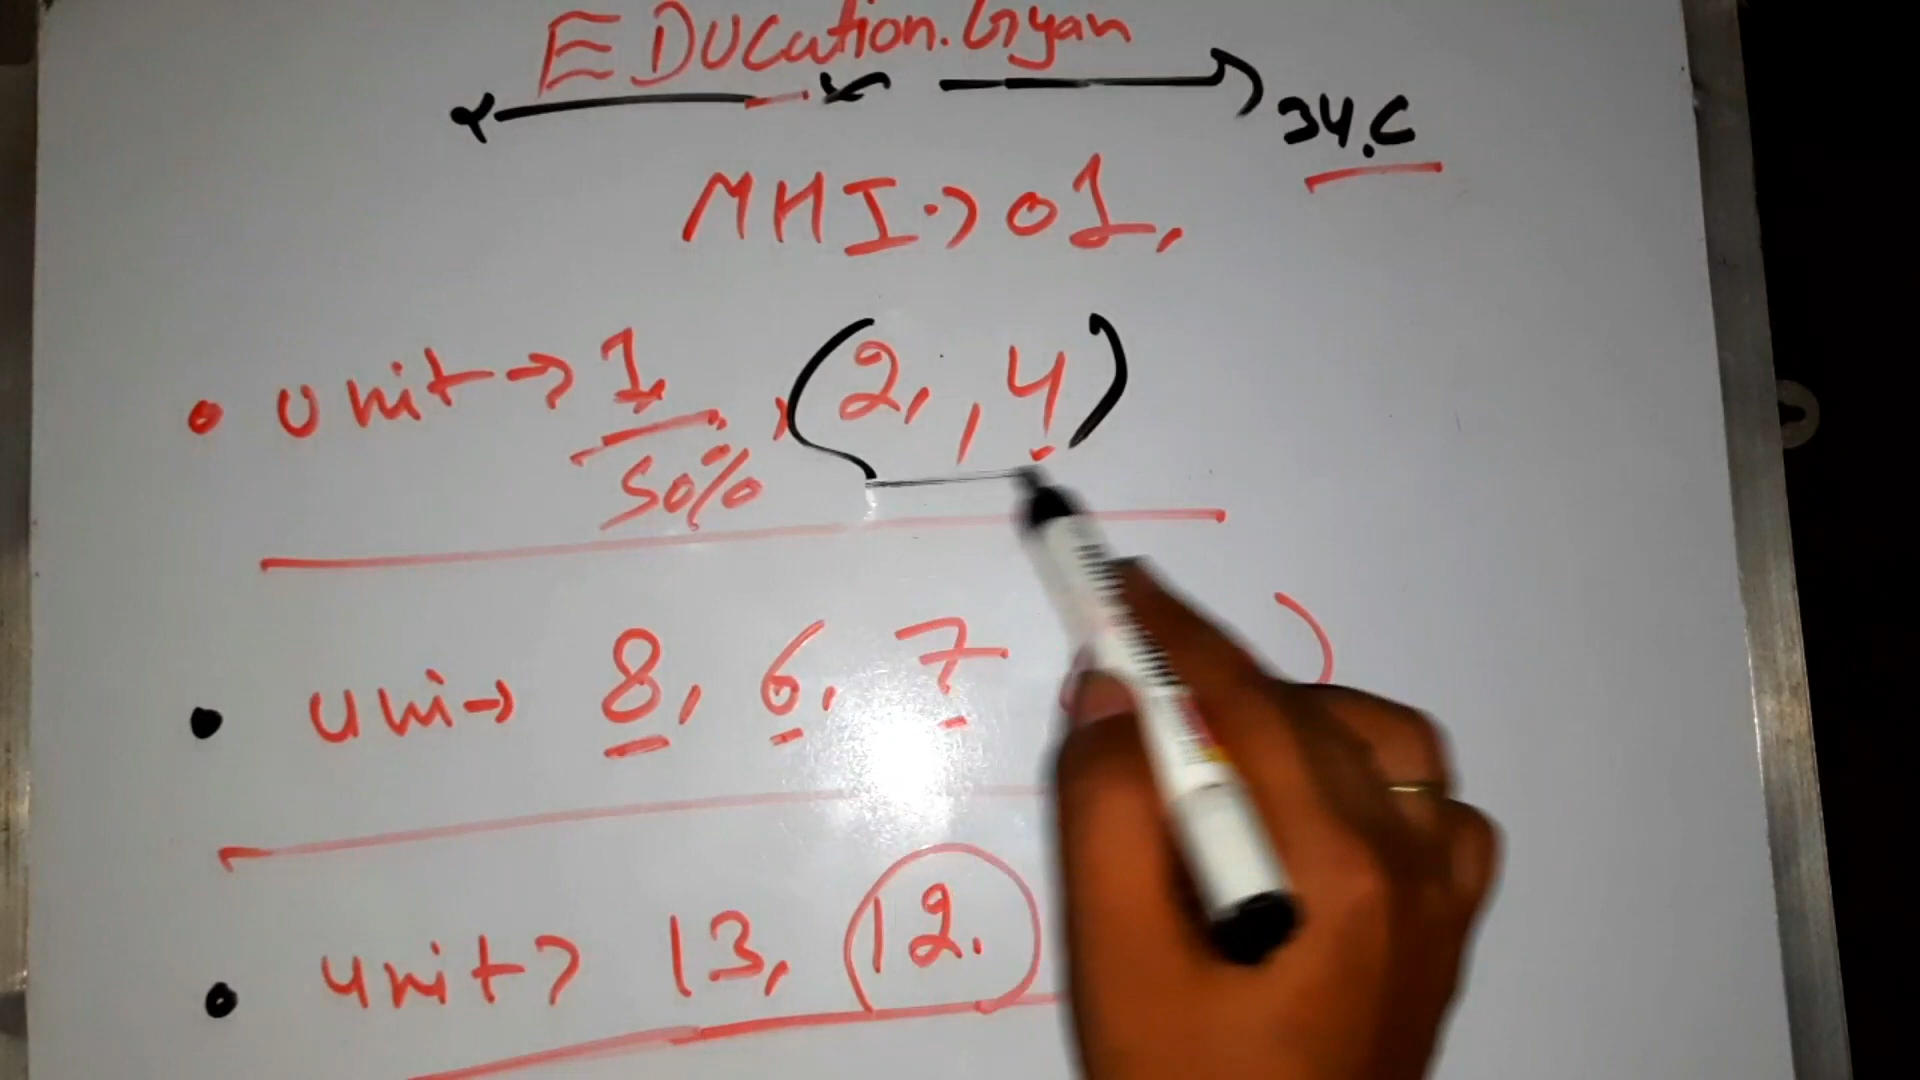 EDUcation.Gyan
34.C
MHI.→01,
• Unit→ 1, , (2, , 4)
50%
• Uni→ 8, 6, 7
• Unit> 13, 12.